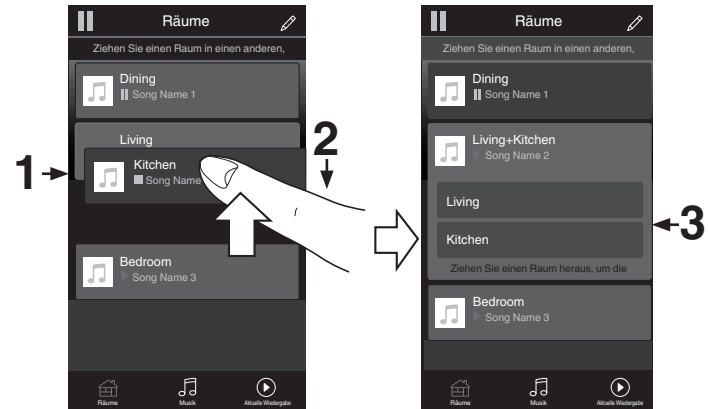 Räume
Ziehen Sie einen Raum in einen anderen,
Dining
Song Name 1
Living
Kitchen
Song Name
Bedroom
Song Name 3
Räume
Musik
Aktuelle Wiedergabe
1
2
Räume
Ziehen Sie einen Raum in einen anderen,
Dining
Song Name 1
Living+Kitchen
Song Name 2
Living
Kitchen
Ziehen Sie einen Raum heraus, um die
Bedroom
Song Name 3
Räume
Musik
Aktuelle Wiedergabe
3